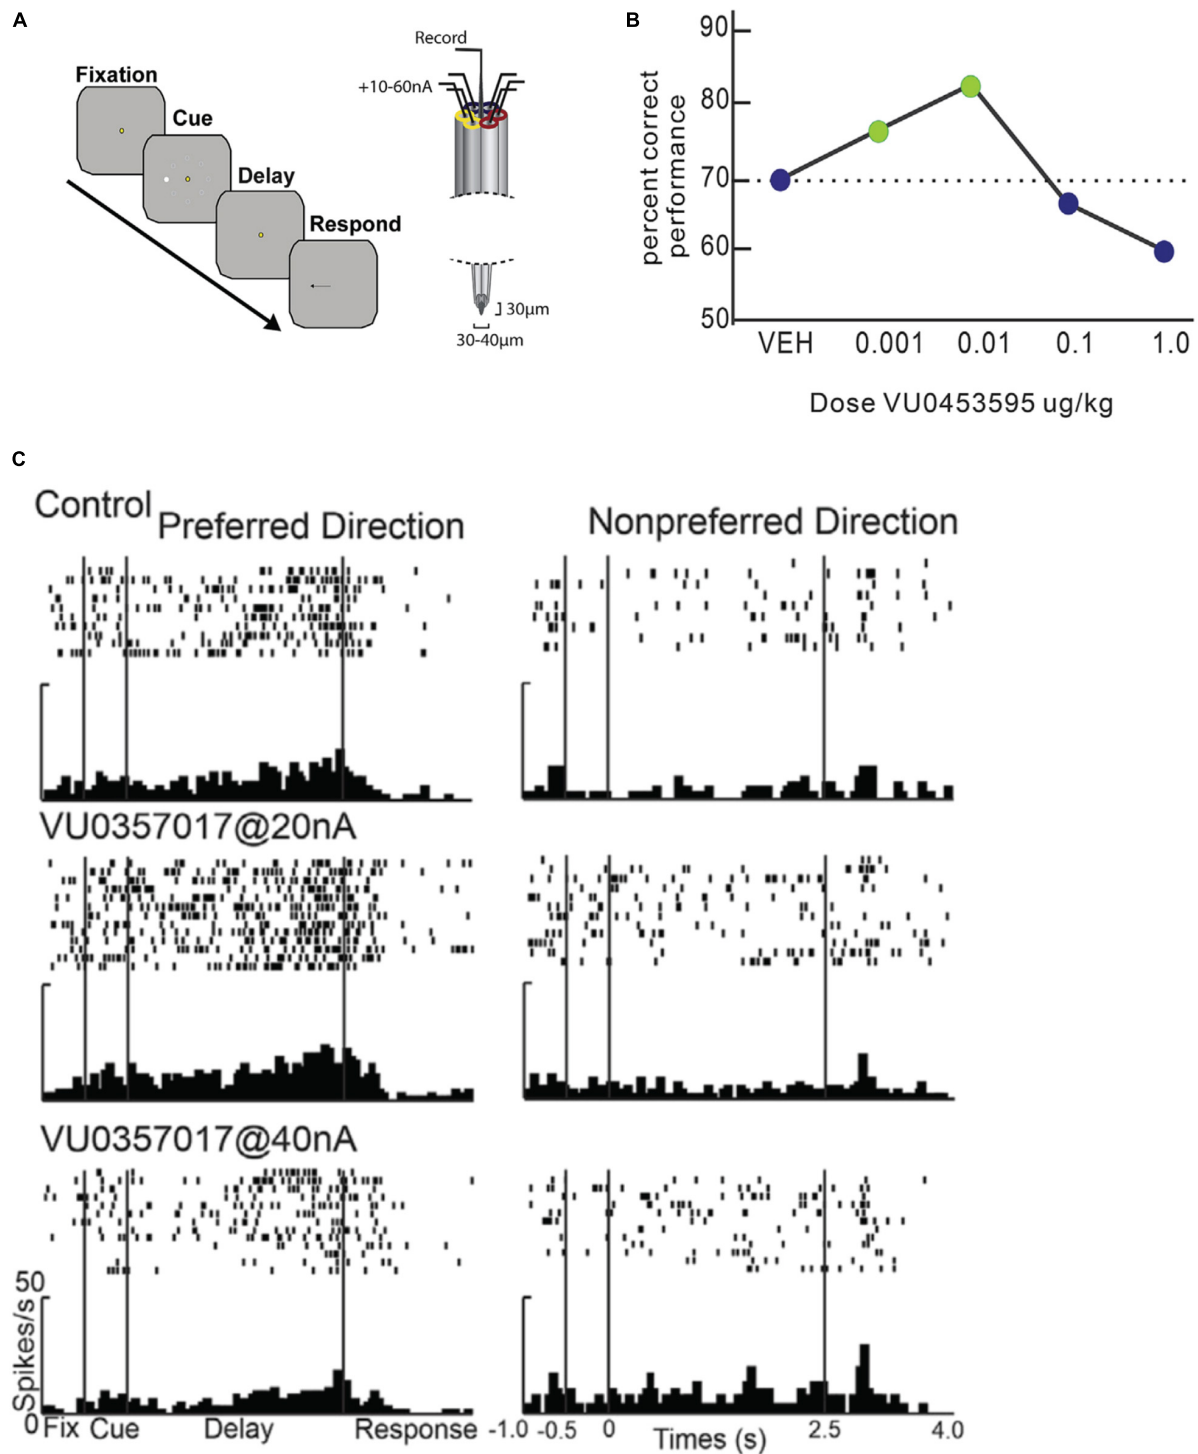 A
Fixation
Cue
Delay
Respond
Record
+10-60nA
30μm
30-40μm
B
percent correct
performance
90
80
70
60
50
VEH 0.001 0.01 0.1 1.0
Dose VU0453595 ug/kg
C
Control
Preferred Direction
Nonpreferred Direction
VU0357017@20nA
VU0357017@40nA
50
Spikes/s
0
Fix Cue Delay Response
-1.0 -0.5 0 2.5 4.0
Times (s)